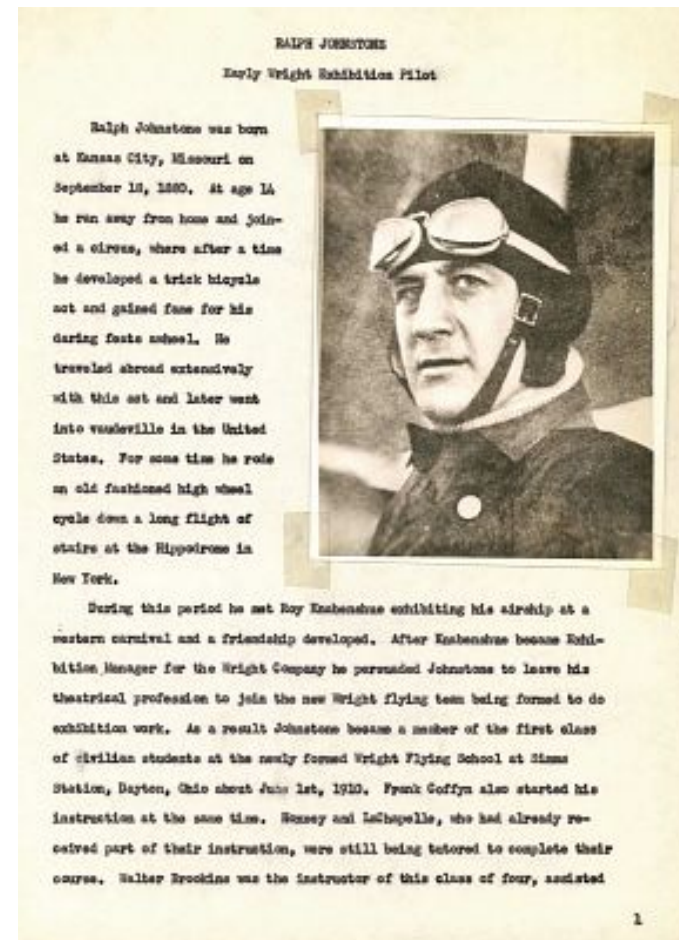 RALPH JOHNSTONE
Early Wright Exhibition Pilot
Ralph Johnstone was born
at Kansas City, Missouri on
September 18, 1880. At age 14
he ran away from home and join-
ed a circus, where after a time
he developed a trick bicycle
act and gained fame for his
daring feats awheel. He
traveled abroad extensively
with this act and later went
into vaudeville in the United
States. For some time he rode
an old fashioned high wheel
cycle down a long flight of
stairs at the Hippodrome in
New York.
During this period he met Roy Knabenshue exhibiting his airship at a
western carnival and a friendship developed. After Knabenshue became Exhi-
bition Manager for the Wright Company he persuaded Johnstone to leave his
theatrical profession to join the new Wright flying team being formed to do
exhibition work. As a result Johnstone became a member of the first class
of civilian students at the newly formed Wright Flying School at Simms
Station, Dayton, Ohio about June 1st, 1910. Frank Coffyn also started his
instruction at the same time. Hoxsey and LaChapelle, who had already re-
ceived part of their instruction, were still being tutored to complete their
course. Walter Brookins was the instructor of this class of four, assisted
1